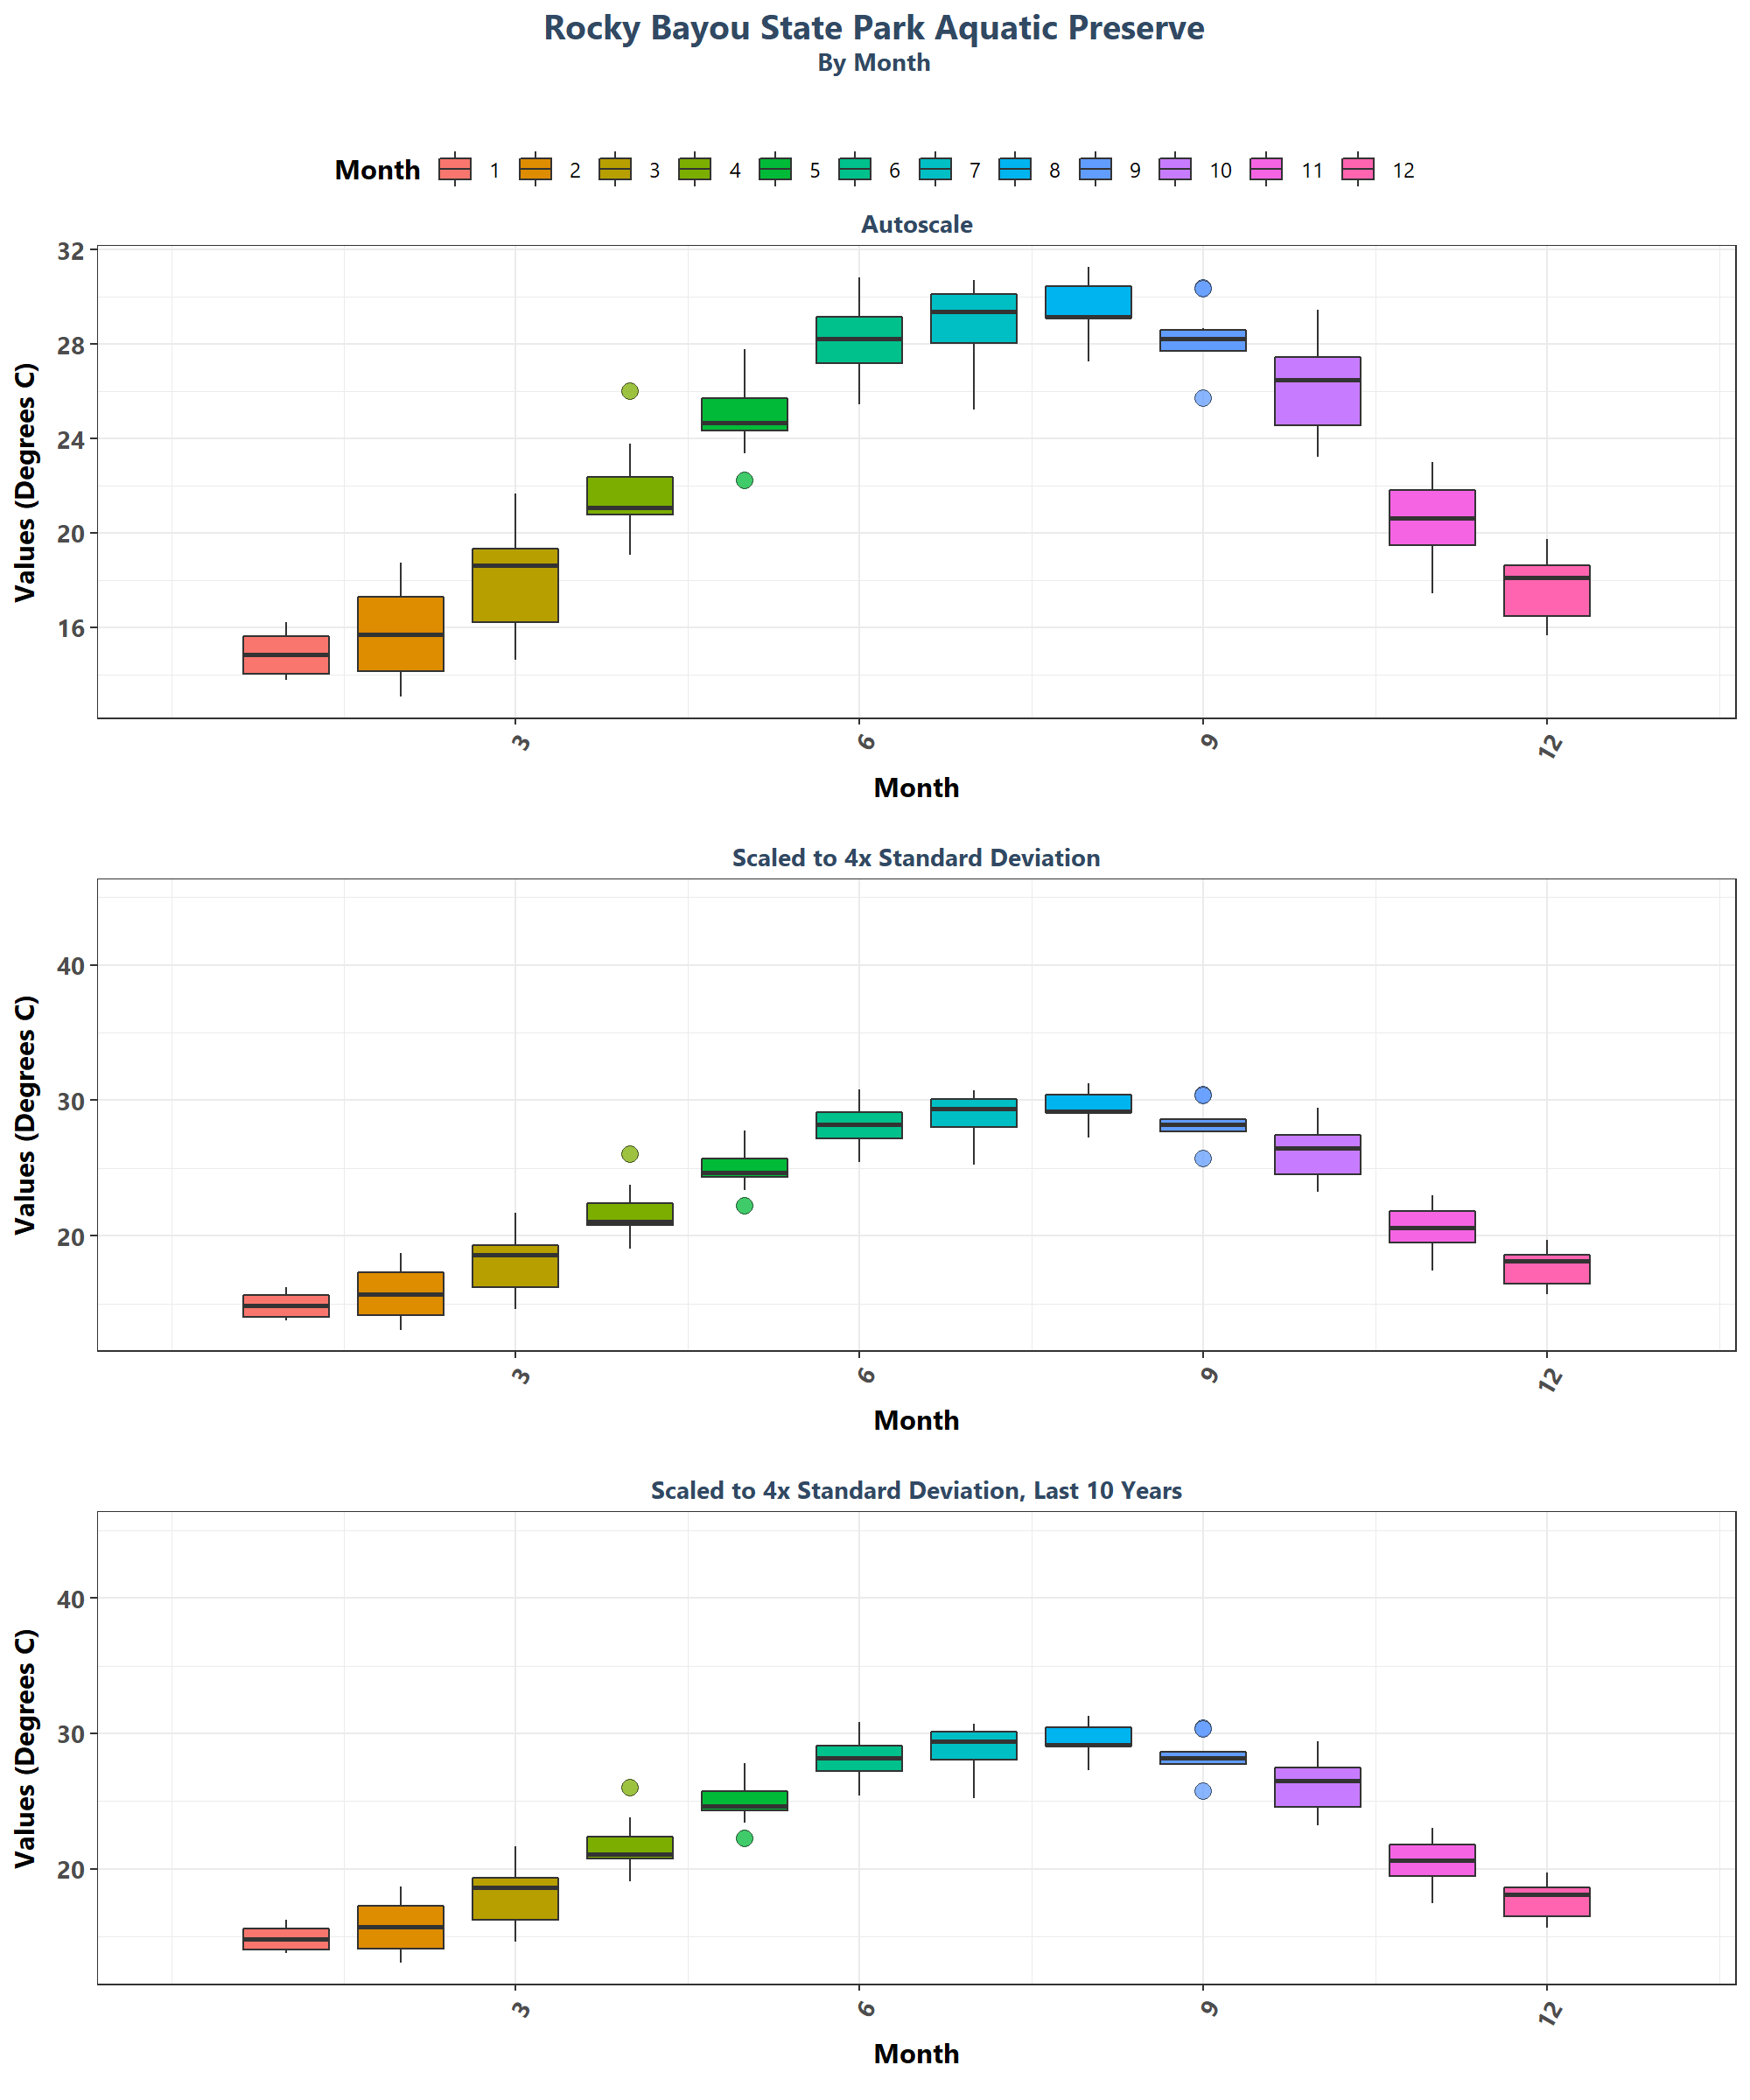 Rocky Bayou State Park Aquatic Preserve
By Month
Month 1 2 3 4 5 6 7 8 9 10 11 12
Autoscale
Values (Degrees C)
32
28
24
20
16
3 6 9 12
Month
Scaled to 4x Standard Deviation
Values (Degrees C)
40
30
20
3 6 9 12
Month
Scaled to 4x Standard Deviation, Last 10 Years
Values (Degrees C)
40
30
20
3 6 9 12
Month